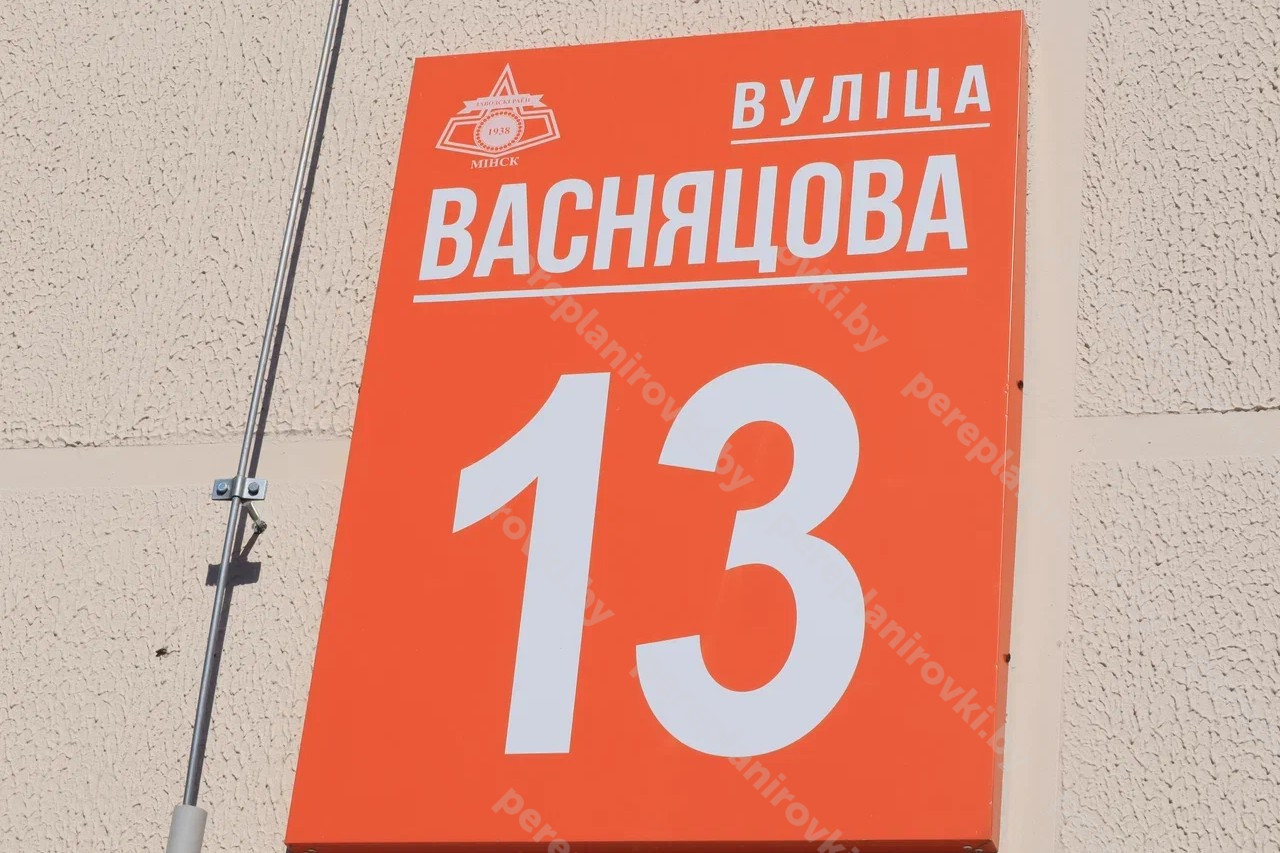 ЗАВОДСКІ РАЁН
1938
МІНСК
ВУЛІЦА
ВАСНЯЦОВА
13
pereplanirovki.by